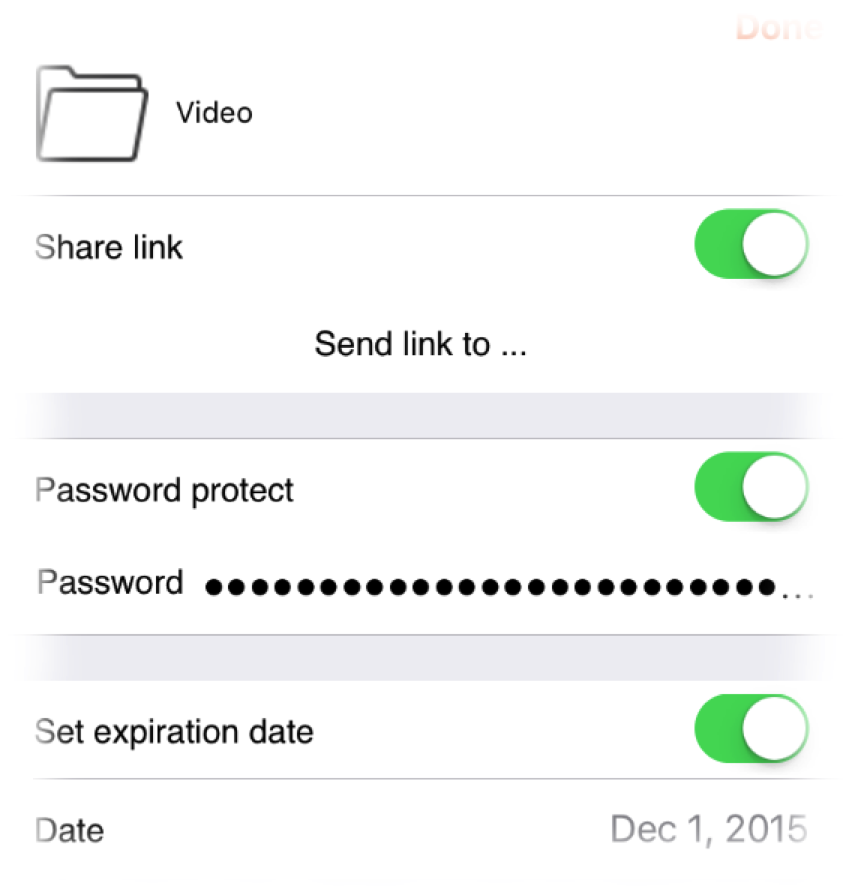 Done
Video
Share link
Send link to ...
Password protect
Password ●●●●●●●●●●●●●●●●●●●●●●●●●...
Set expiration date
Date Dec 1, 2015